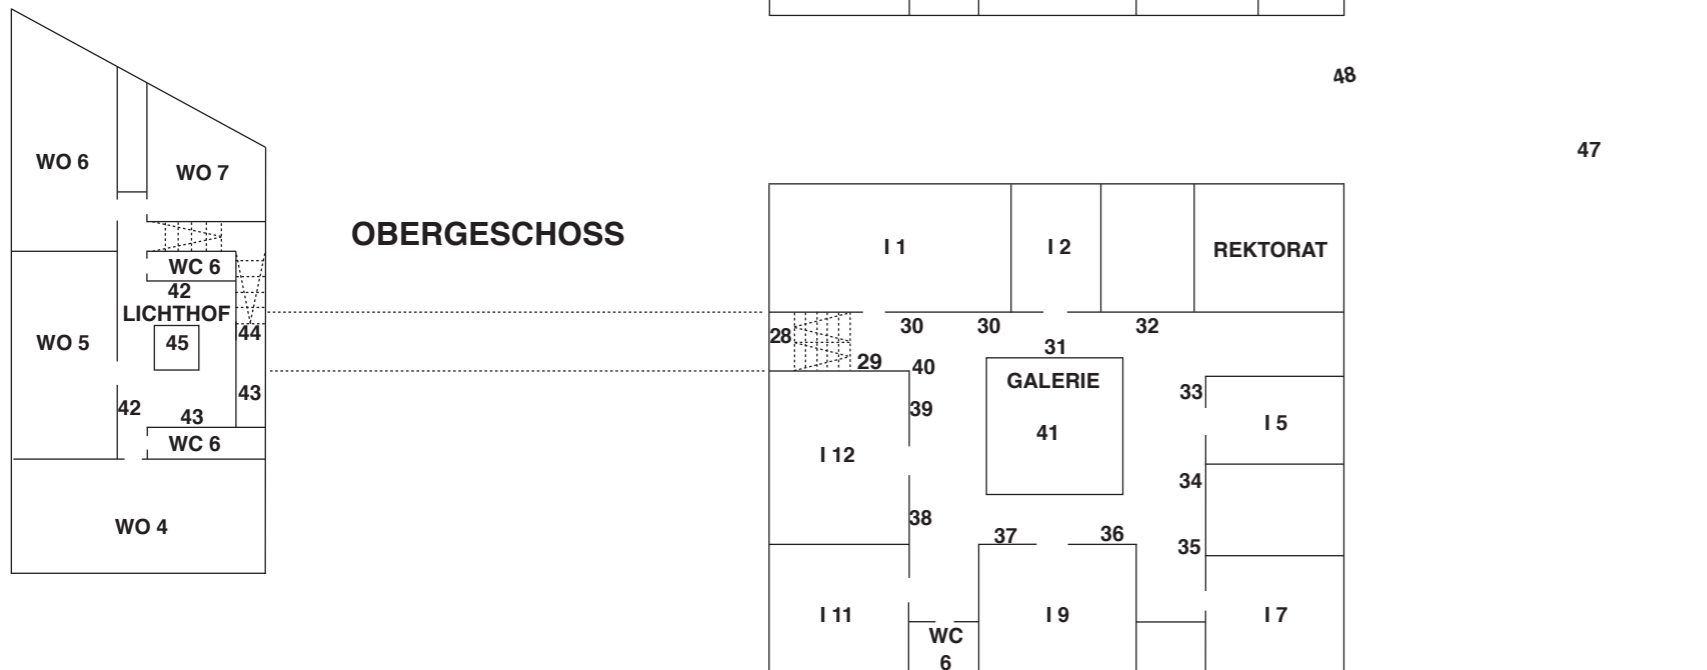 48
47
WO 6
WO 7
OBERGESCHOSS
I 1
I 2
REKTORAT
WC 6
42
LICHTHOF
WO 5
45
44
28
30
30
32
31
29
40
GALERIE
33
43
42
43
39
I 5
41
WC 6
I 12
34
38
37
36
35
WO 4
I 11
I 9
I 7
WC
6